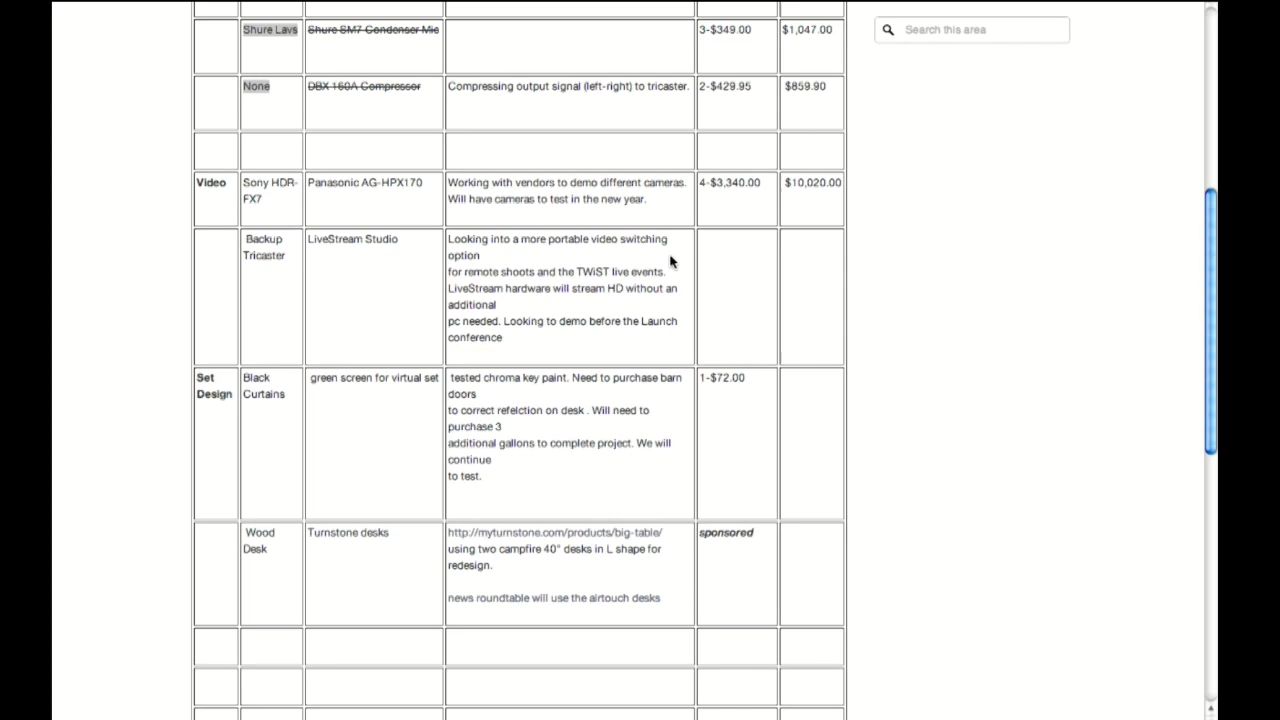 Shure Lavs Shure SM7 Condenser Mic 3-$349.00 $1,047.00
Search this area
None DBX 160A Compressor Compressing output signal (left-right) to tricaster. 2-$429.95 $859.90
Video Sony HDR- Panasonic AG-HPX170 Working with vendors to demo different cameras. 4-$3,340.00 $10,020.00
FX7 Will have cameras to test in the new year.
Backup LiveStream Studio Looking into a more portable video switching
Tricaster option
for remote shoots and the TWiST live events.
LiveStream hardware will stream HD without an
additional
pc needed. Looking to demo before the Launch
conference
Set Black green screen for virtual set tested chroma key paint. Need to purchase barn 1-$72.00
Design Curtains doors
to correct refelction on desk . Will need to
purchase 3
additional gallons to complete project. We will
continue
to test.
Wood Turnstone desks http://myturnstone.com/products/big-table/ sponsored
Desk using two campfire 40" desks in L shape for
redesign.
news roundtable will use the airtouch desks